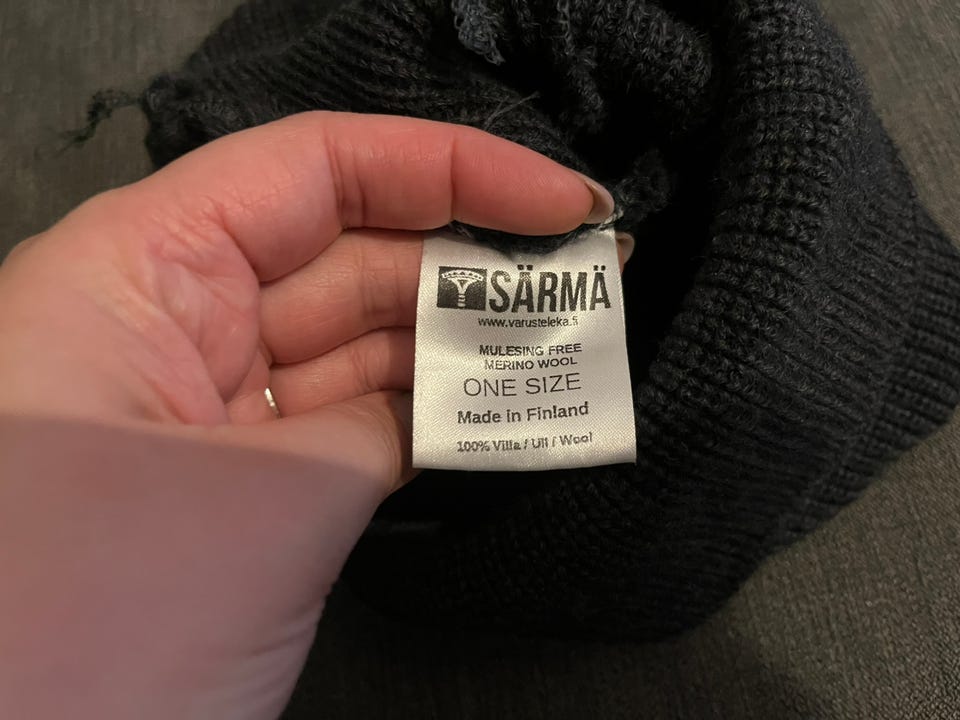 SÄRMÄ
www.varusteleka.fi
MULESING FREE
MERINO WOOL
ONE SIZE
Made in Finland
100% Villa / Ull / Wool